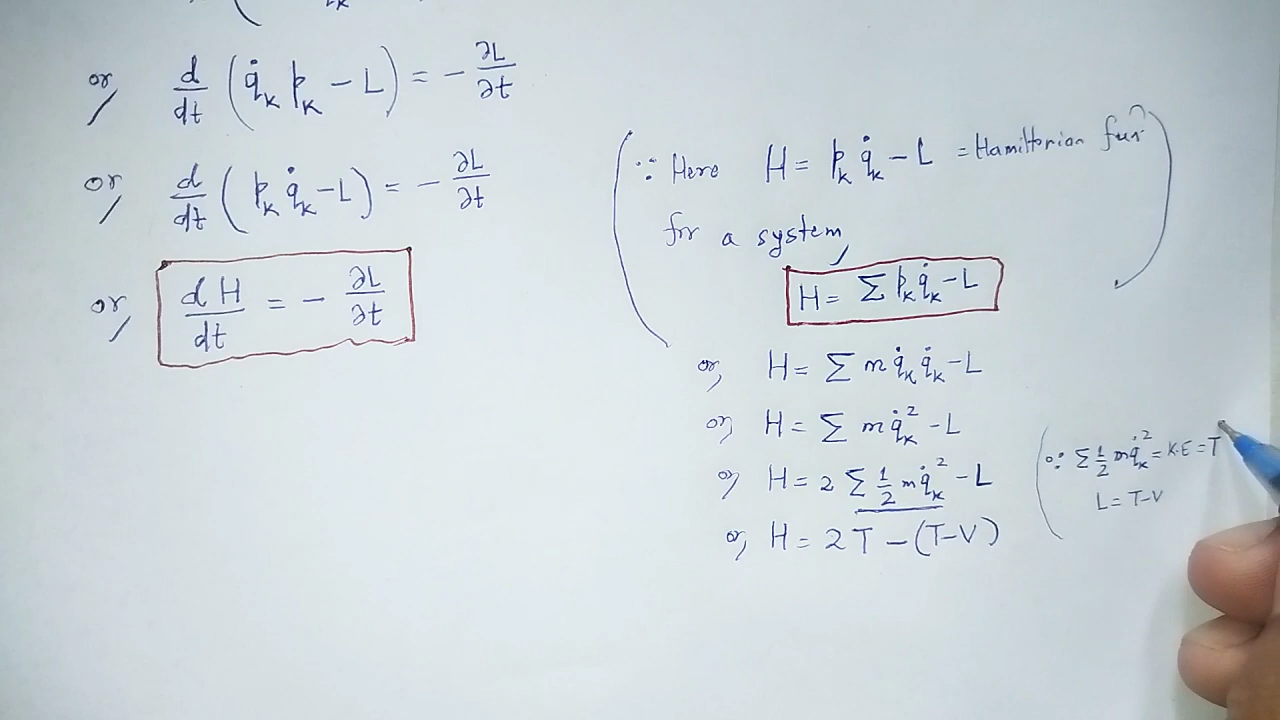 or, d/dt (q̇ₖ pₖ − L) = − ∂L/∂t
or, d/dt (pₖ q̇ₖ − L) = − ∂L/∂t
or, dH/dt = − ∂L/∂t
(∵ Here H = pₖ q̇ₖ − L = Hamiltonian fun
for a system,
H = Σ pₖ q̇ₖ − L )
or, H = Σ m q̇ₖ q̇ₖ − L
or, H = Σ m q̇ₖ² − L
or, H = 2 Σ ½ m q̇ₖ² − L
or, H = 2T − (T−V)
(∵ Σ ½ m q̇ₖ² = K.E = T
L = T−V